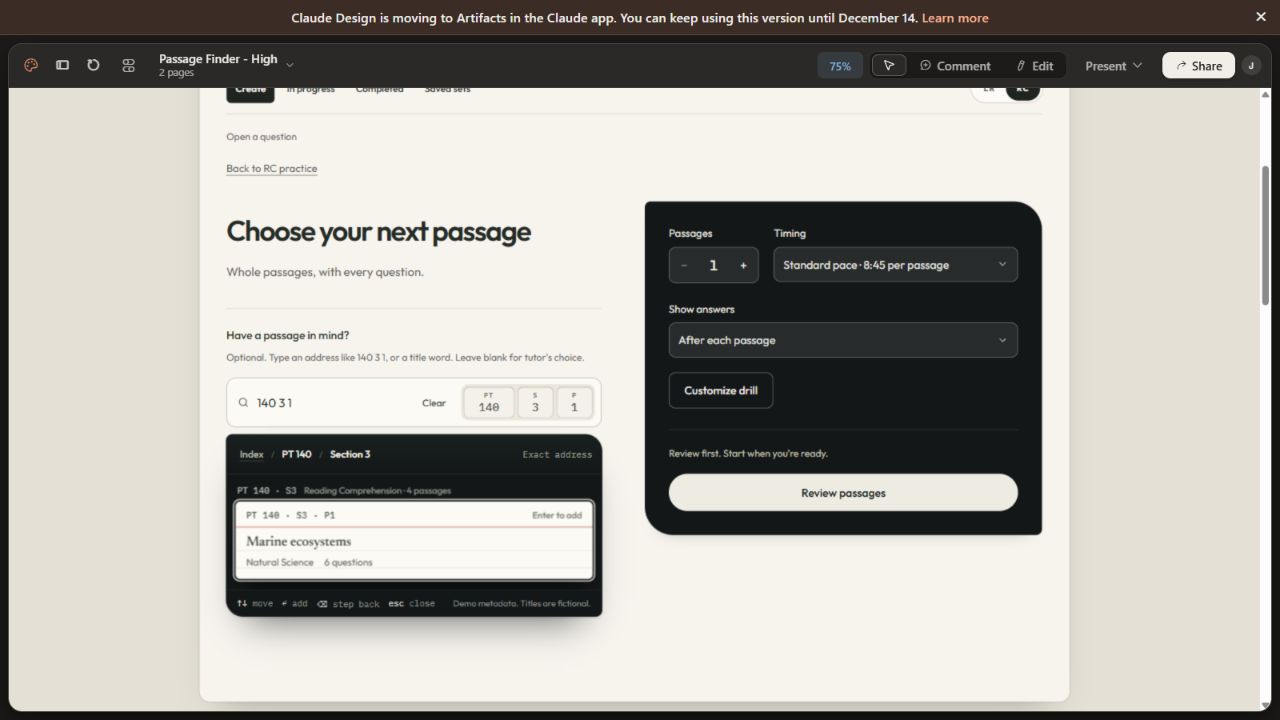 Claude Design is moving to Artifacts in the Claude app. You can keep using this version until December 14. Learn more
Passage Finder - High
2 pages
75%
Comment
Edit
Present
Share
J
Create
In progress
Completed
Saved sets
LR
RC
Open a question
Back to RC practice
Choose your next passage
Whole passages, with every question.
Have a passage in mind?
Optional. Type an address like 140 3 1, or a title word. Leave blank for tutor's choice.
140 3 1
Clear
PT
140
S
3
P
1
Index / PT 140 / Section 3
Exact address
PT 140 · S3 Reading Comprehension · 4 passages
PT 140 · S3 · P1
Enter to add
Marine ecosystems
Natural Science 6 questions
↑↓ move ↵ add ⌫ step back esc close
Demo metadata. Titles are fictional.
Passages
− 1 +
Timing
Standard pace · 8:45 per passage
Show answers
After each passage
Customize drill
Review first. Start when you're ready.
Review passages